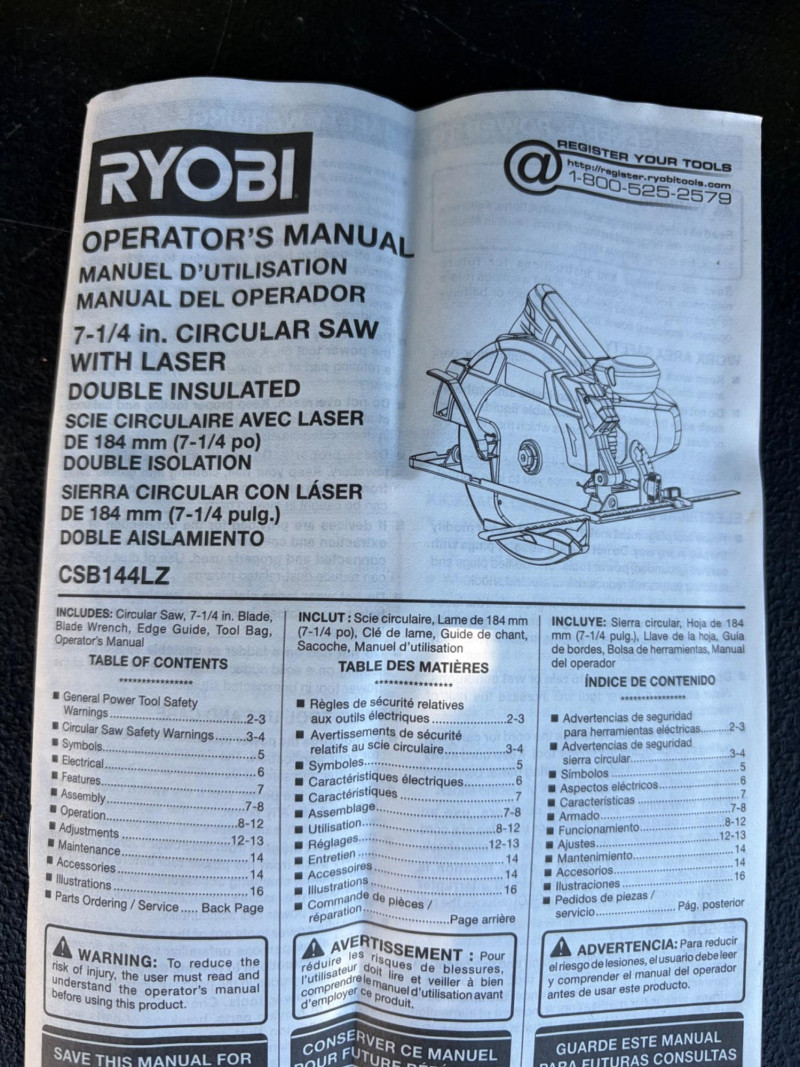 RYOBI
REGISTER YOUR TOOLS
http://register.ryobitools.com
1-800-525-2579
OPERATOR'S MANUAL
MANUEL D'UTILISATION
MANUAL DEL OPERADOR
7-1/4 in. CIRCULAR SAW
WITH LASER
DOUBLE INSULATED
SCIE CIRCULAIRE AVEC LASER
DE 184 mm (7-1/4 po)
DOUBLE ISOLATION
SIERRA CIRCULAR CON LÁSER
DE 184 mm (7-1/4 pulg.)
DOBLE AISLAMIENTO
CSB144LZ
INCLUDES: Circular Saw, 7-1/4 in. Blade,
Blade Wrench, Edge Guide, Tool Bag,
Operator's Manual
TABLE OF CONTENTS
****************
■ General Power Tool Safety
Warnings.....2-3
■ Circular Saw Safety Warnings.....3-4
■ Symbols.....5
■ Electrical.....6
■ Features.....7
■ Assembly.....7-8
■ Operation.....8-12
■ Adjustments.....12-13
■ Maintenance.....14
■ Accessories.....14
■ Illustrations.....16
■ Parts Ordering / Service..... Back Page
WARNING: To reduce the
risk of injury, the user must read and
understand the operator's manual
before using this product.
SAVE THIS MANUAL FOR
INCLUT : Scie circulaire, Lame de 184 mm
(7-1/4 po), Clé de lame, Guide de chant,
Sacoche, Manuel d'utilisation
TABLE DES MATIÈRES
****************
■ Règles de sécurité relatives
aux outils électriques.....2-3
■ Avertissements de sécurité
relatifs au scie circulaire.....3-4
■ Symboles.....5
■ Caractéristiques électriques.....6
■ Caractéristiques.....7
■ Assemblage.....7-8
■ Utilisation.....8-12
■ Réglages.....12-13
■ Entretien.....14
■ Accessoires.....14
■ Illustrations.....16
■ Commande de pièces /
réparation.....Page arrière
AVERTISSEMENT : Pour
réduire les risques de blessures,
l'utilisateur doit lire et veiller à bien
comprendre le manuel d'utilisation avant
d'employer ce produit.
CONSERVER CE MANUEL
POUR FUTURE
INCLUYE: Sierra circular, Hoja de 184
mm (7-1/4 pulg.), Llave de la hoja, Guía
de bordes, Bolsa de herramientas, Manual
del operador
ÍNDICE DE CONTENIDO
****************
■ Advertencias de seguridad
para herramientas eléctricas.....2-3
■ Advertencias de seguridad
sierra circular.....3-4
■ Símbolos.....5
■ Aspectos eléctricos.....6
■ Características.....7
■ Armado.....7-8
■ Funcionamiento.....8-12
■ Ajustes.....12-13
■ Mantenimiento.....14
■ Accesorios.....14
■ Ilustraciones.....16
■ Pedidos de piezas /
servicio..... Pág. posterior
ADVERTENCIA: Para reducir
el riesgo de lesiones, el usuario debe leer
y comprender el manual del operador
antes de usar este producto.
GUARDE ESTE MANUAL
PARA FUTURAS CONSULTAS